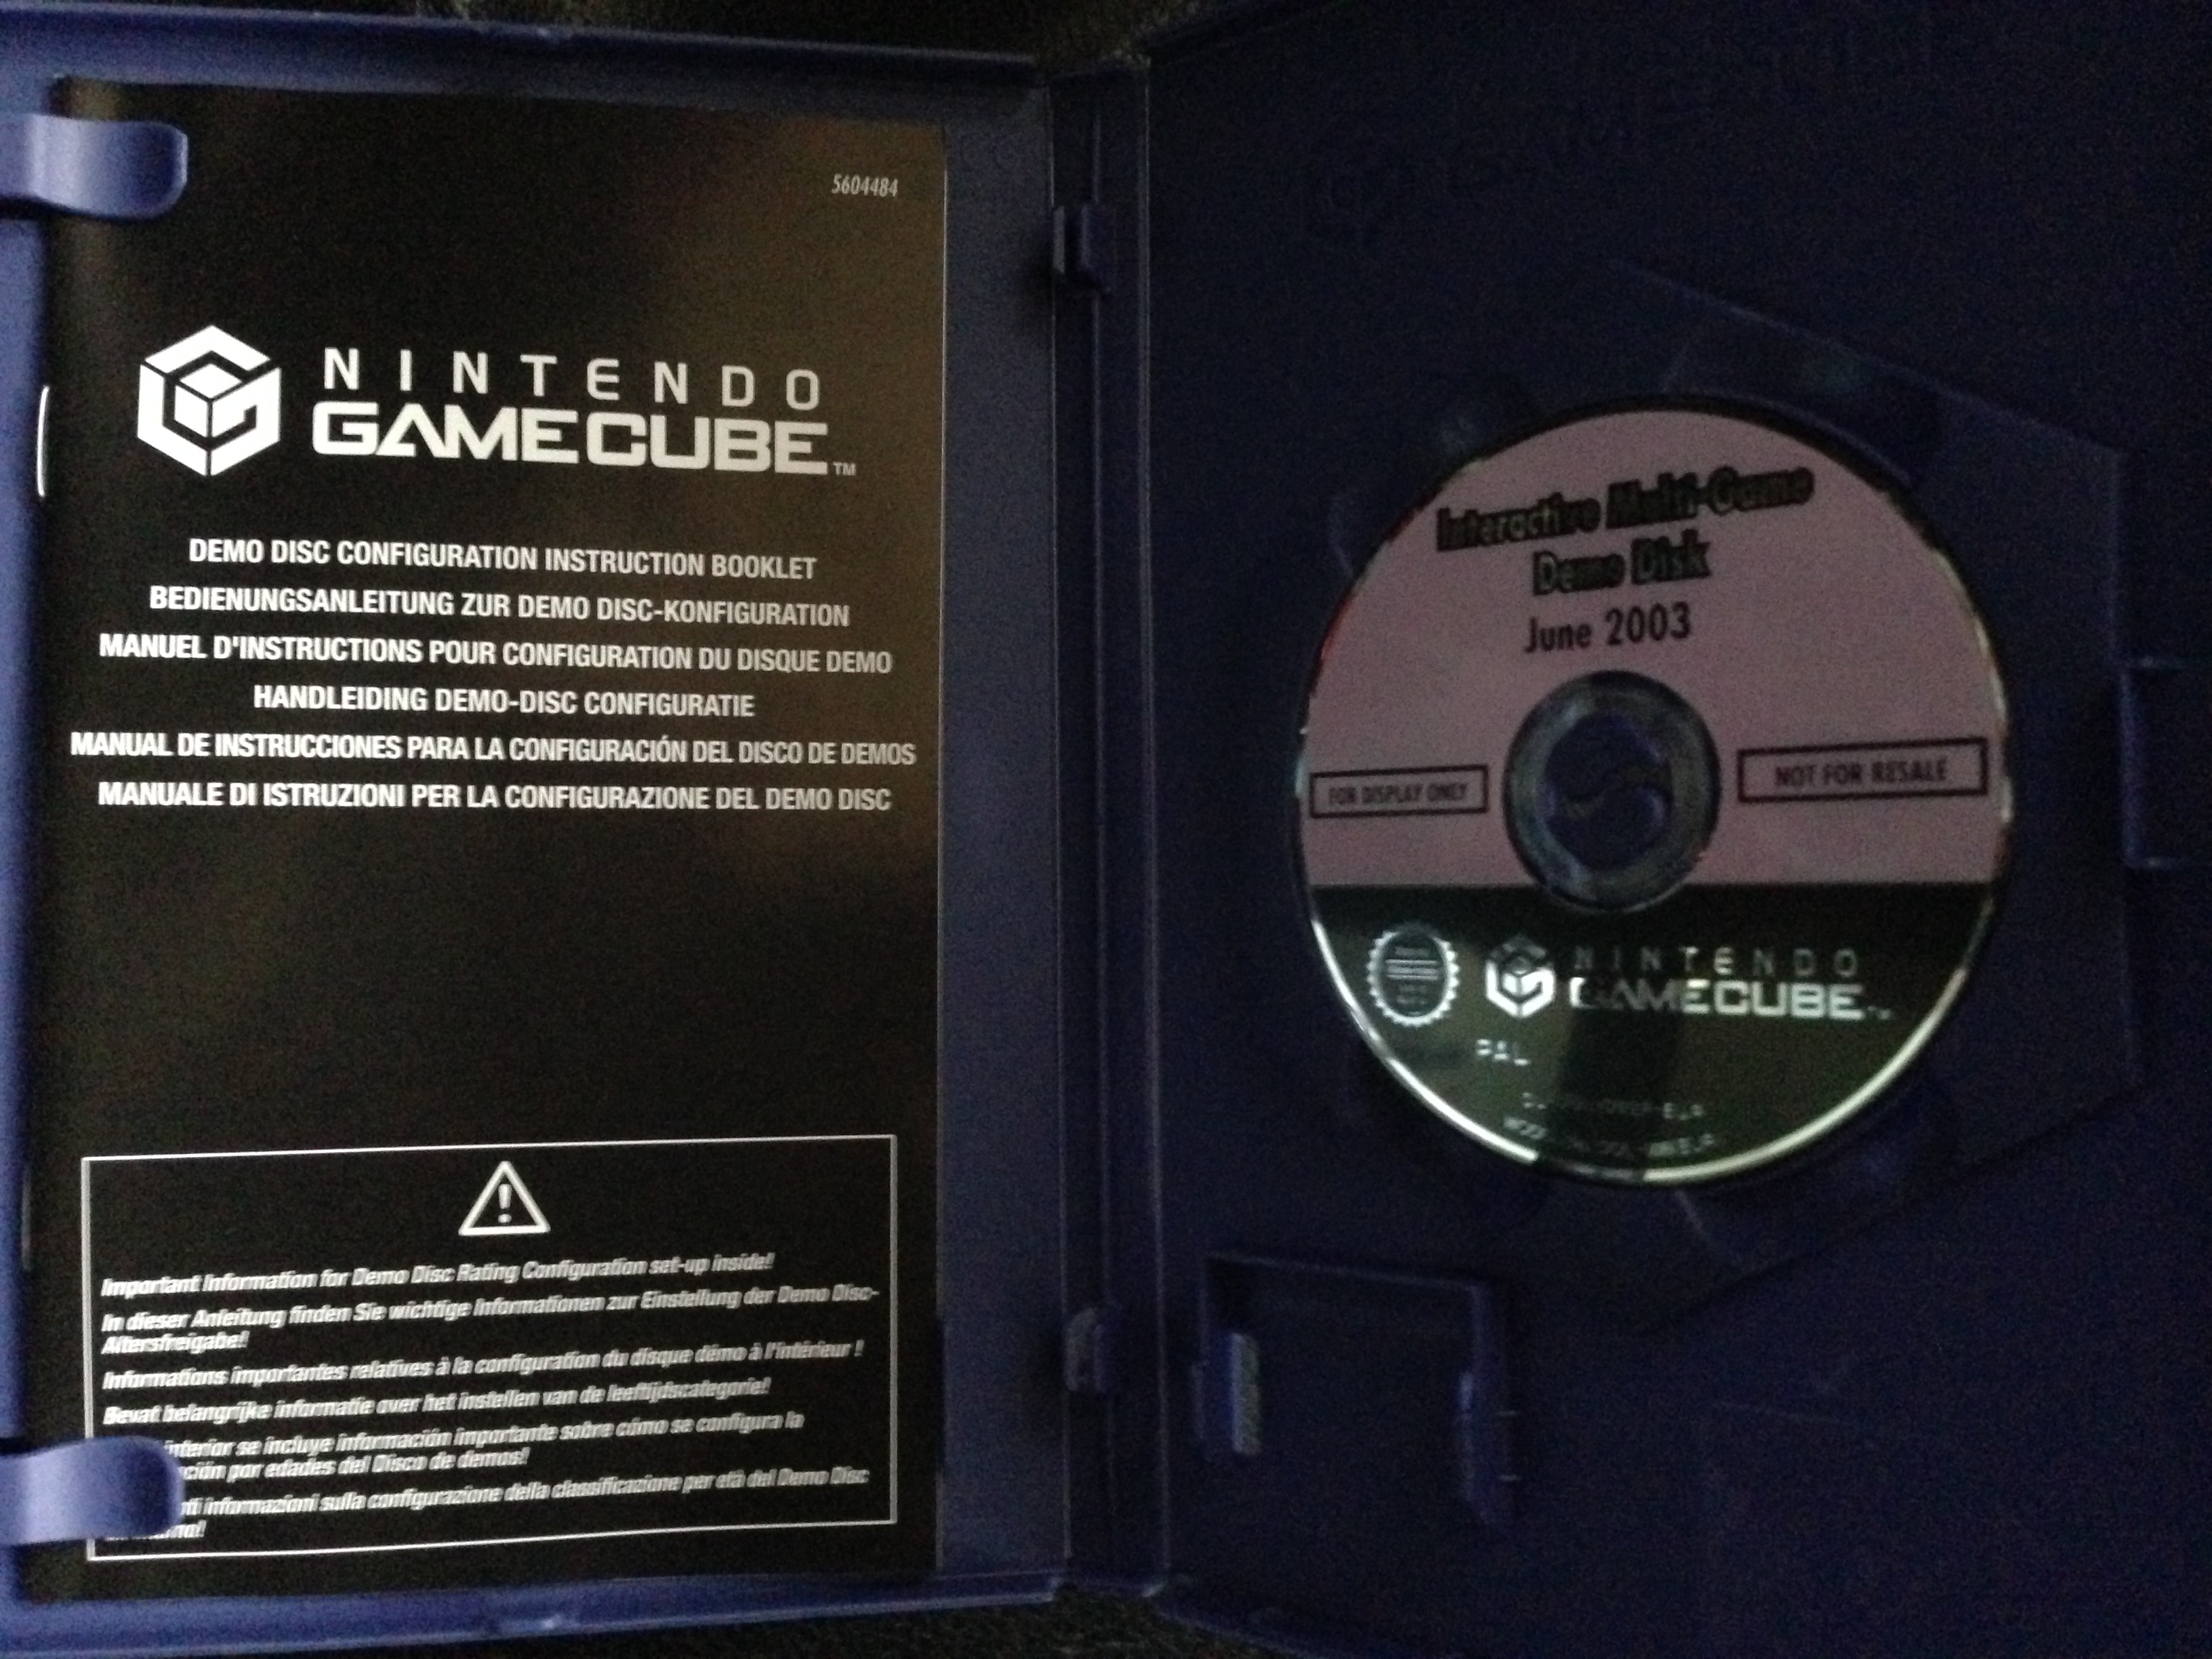 5604484
NINTENDO
GAMECUBE™
DEMO DISC CONFIGURATION INSTRUCTION BOOKLET
BEDIENUNGSANLEITUNG ZUR DEMO DISC-KONFIGURATION
MANUEL D'INSTRUCTIONS POUR CONFIGURATION DU DISQUE DEMO
HANDLEIDING DEMO-DISC CONFIGURATIE
MANUAL DE INSTRUCCIONES PARA LA CONFIGURACIÓN DEL DISCO DE DEMOS
MANUALE DI ISTRUZIONI PER LA CONFIGURAZIONE DEL DEMO DISC
Important Information for Demo Disc Rating Configuration set-up inside!
In dieser Anleitung finden Sie wichtige Informationen zur Einstellung der Demo Disc-
Altersfreigabe!
Informations importantes relatives à la configuration du disque démo à l'intérieur !
Bevat belangrijke informatie over het instellen van de leeftijdscategorie!
interior se incluye información importante sobre cómo se configura la
ción por edades del Disco de demos!
informazioni sulla configurazione della classificazione per età del Demo Disc
Interactive Multi-Game
Demo Disk
June 2003
FOR DISPLAY ONLY
NOT FOR RESALE
NINTENDO
GAMECUBE™
PAL